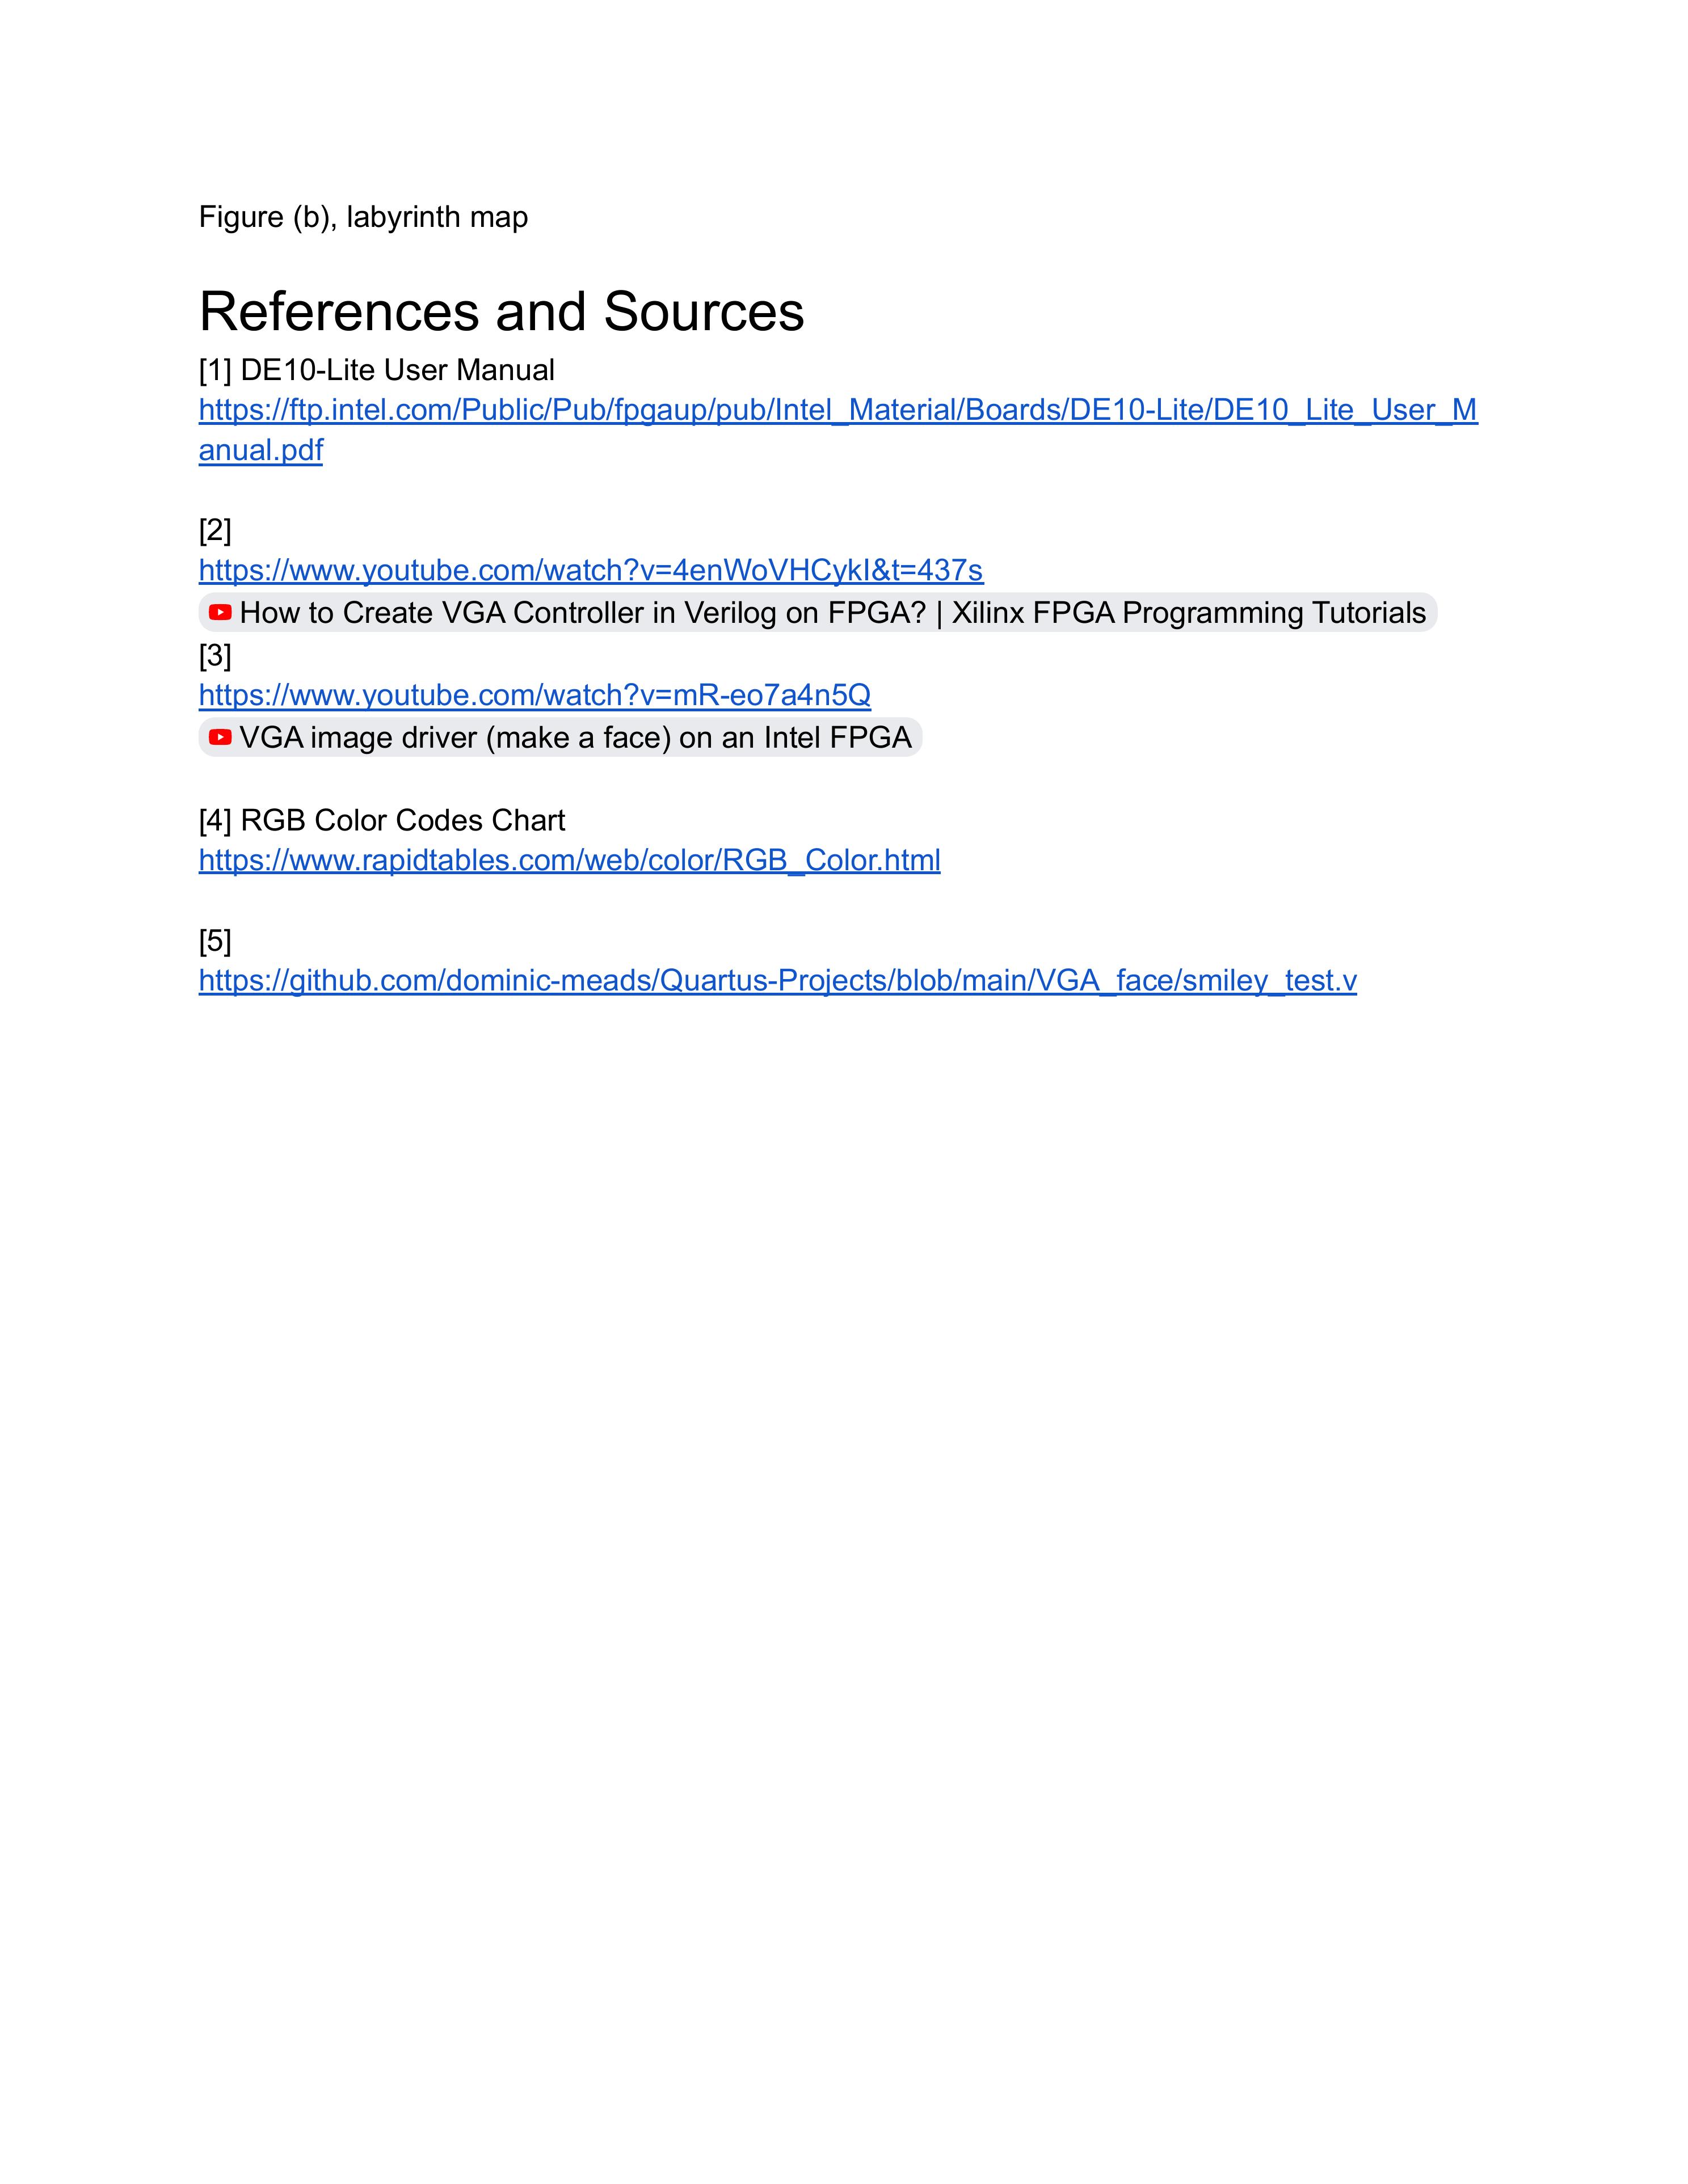 Figure (b), labyrinth map
References and Sources
[1] DE10-Lite User Manual
https://ftp.intel.com/Public/Pub/fpgaup/pub/Intel_Material/Boards/DE10-Lite/DE10_Lite_User_M
anual.pdf
[2]
https://www.youtube.com/watch?v=4enWoVHCykI&t=437s
How to Create VGA Controller in Verilog on FPGA? | Xilinx FPGA Programming Tutorials
[3]
https://www.youtube.com/watch?v=mR-eo7a4n5Q
VGA image driver (make a face) on an Intel FPGA
[4] RGB Color Codes Chart
https://www.rapidtables.com/web/color/RGB_Color.html
[5]
https://github.com/dominic-meads/Quartus-Projects/blob/main/VGA_face/smiley_test.v